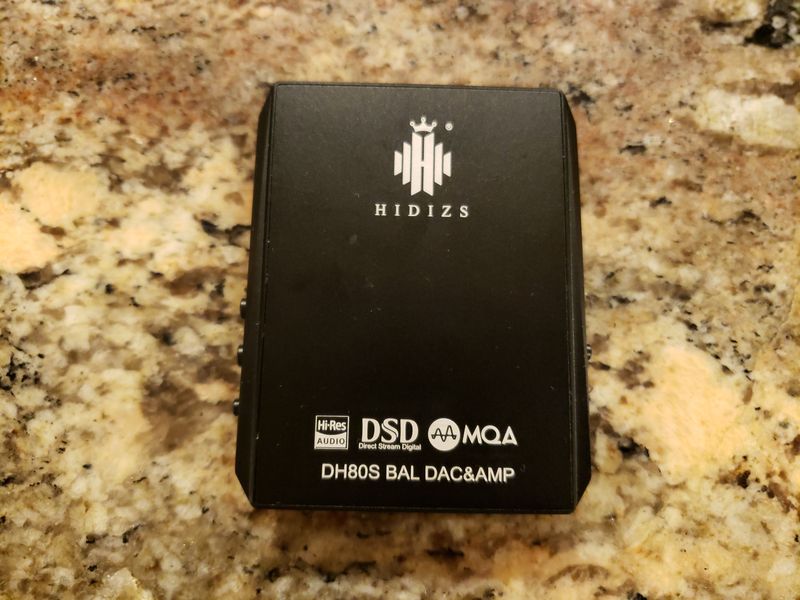 ®
HIDIZS
Hi-Res AUDIO
DSD
Direct Stream Digital
MQA
DH80S BAL DAC&AMP